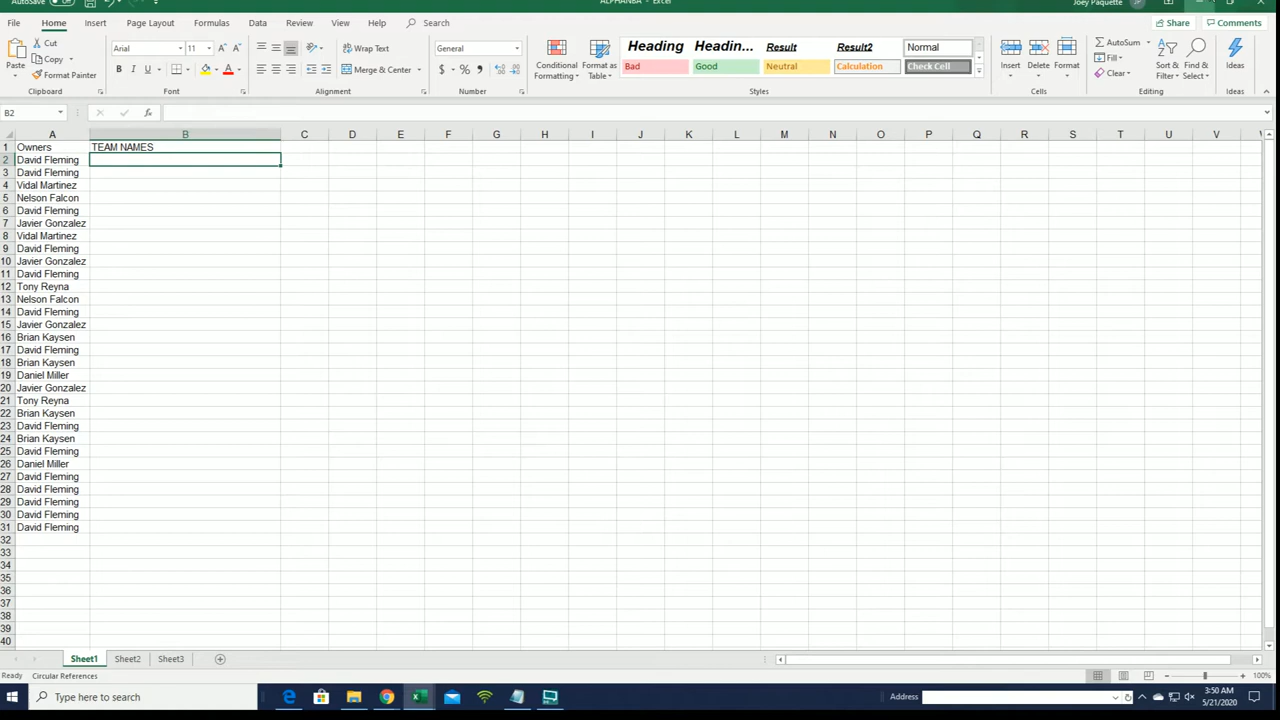 AutoSave Off
ALPHANBA - Excel
Joey Paquette JP
File Home Insert Page Layout Formulas Data Review View Help Search Share Comments
Cut Arial 11 Wrap Text General Heading Headin... Result Result2 Normal AutoSum
Copy Fill
Paste Format Painter B I U A Merge & Center $ % 9 Conditional Formatting Format as Table Bad Good Neutral Calculation Check Cell Insert Delete Format Clear Sort & Filter Find & Select Ideas
Clipboard Font Alignment Number Styles Cells Editing Ideas
B2 fx
A B C D E F G H I J K L M N O P Q R S T U V
1 Owners TEAM NAMES
2 David Fleming
3 David Fleming
4 Vidal Martinez
5 Nelson Falcon
6 David Fleming
7 Javier Gonzalez
8 Vidal Martinez
9 David Fleming
10 Javier Gonzalez
11 David Fleming
12 Tony Reyna
13 Nelson Falcon
14 David Fleming
15 Javier Gonzalez
16 Brian Kaysen
17 David Fleming
18 Brian Kaysen
19 Daniel Miller
20 Javier Gonzalez
21 Tony Reyna
22 Brian Kaysen
23 David Fleming
24 Brian Kaysen
25 David Fleming
26 Daniel Miller
27 David Fleming
28 David Fleming
29 David Fleming
30 David Fleming
31 David Fleming
32
33
34
35
36
37
38
39
40
Sheet1 Sheet2 Sheet3
Ready Circular References 100%
Type here to search Address 3:50 AM
5/21/2020